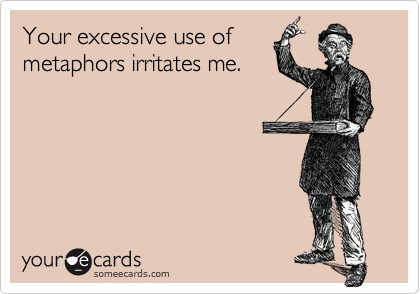 Your excessive use of
metaphors irritates me.
your e cards
someecards.com